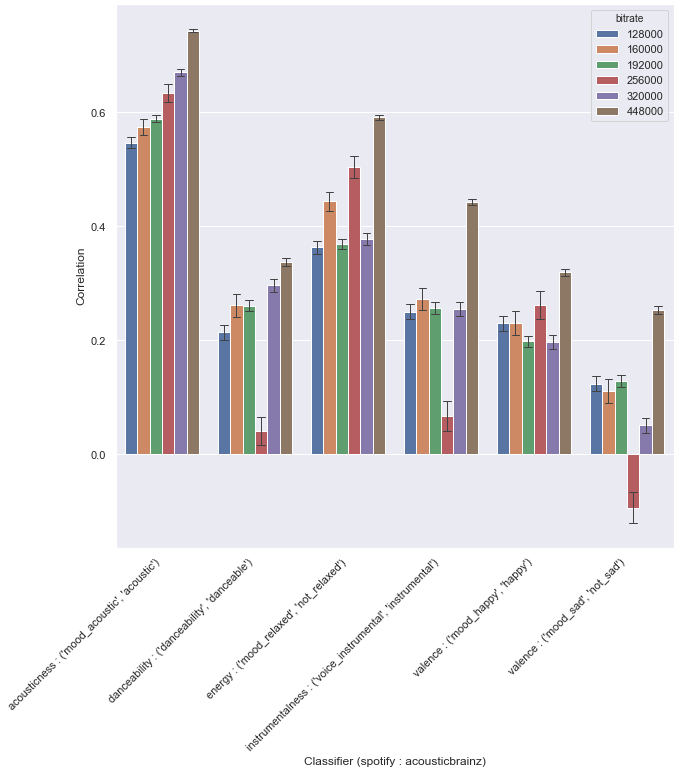 bitrate
128000
160000
192000
256000
320000
448000
0.6
0.4
0.2
0.0
Correlation
acousticness : ('mood_acoustic', 'acoustic')
danceability : ('danceability', 'danceable')
energy : ('mood_relaxed', 'not_relaxed')
instrumentalness : ('voice_instrumental', 'instrumental')
valence : ('mood_happy', 'happy')
valence : ('mood_sad', 'not_sad')
Classifier (spotify : acousticbrainz)